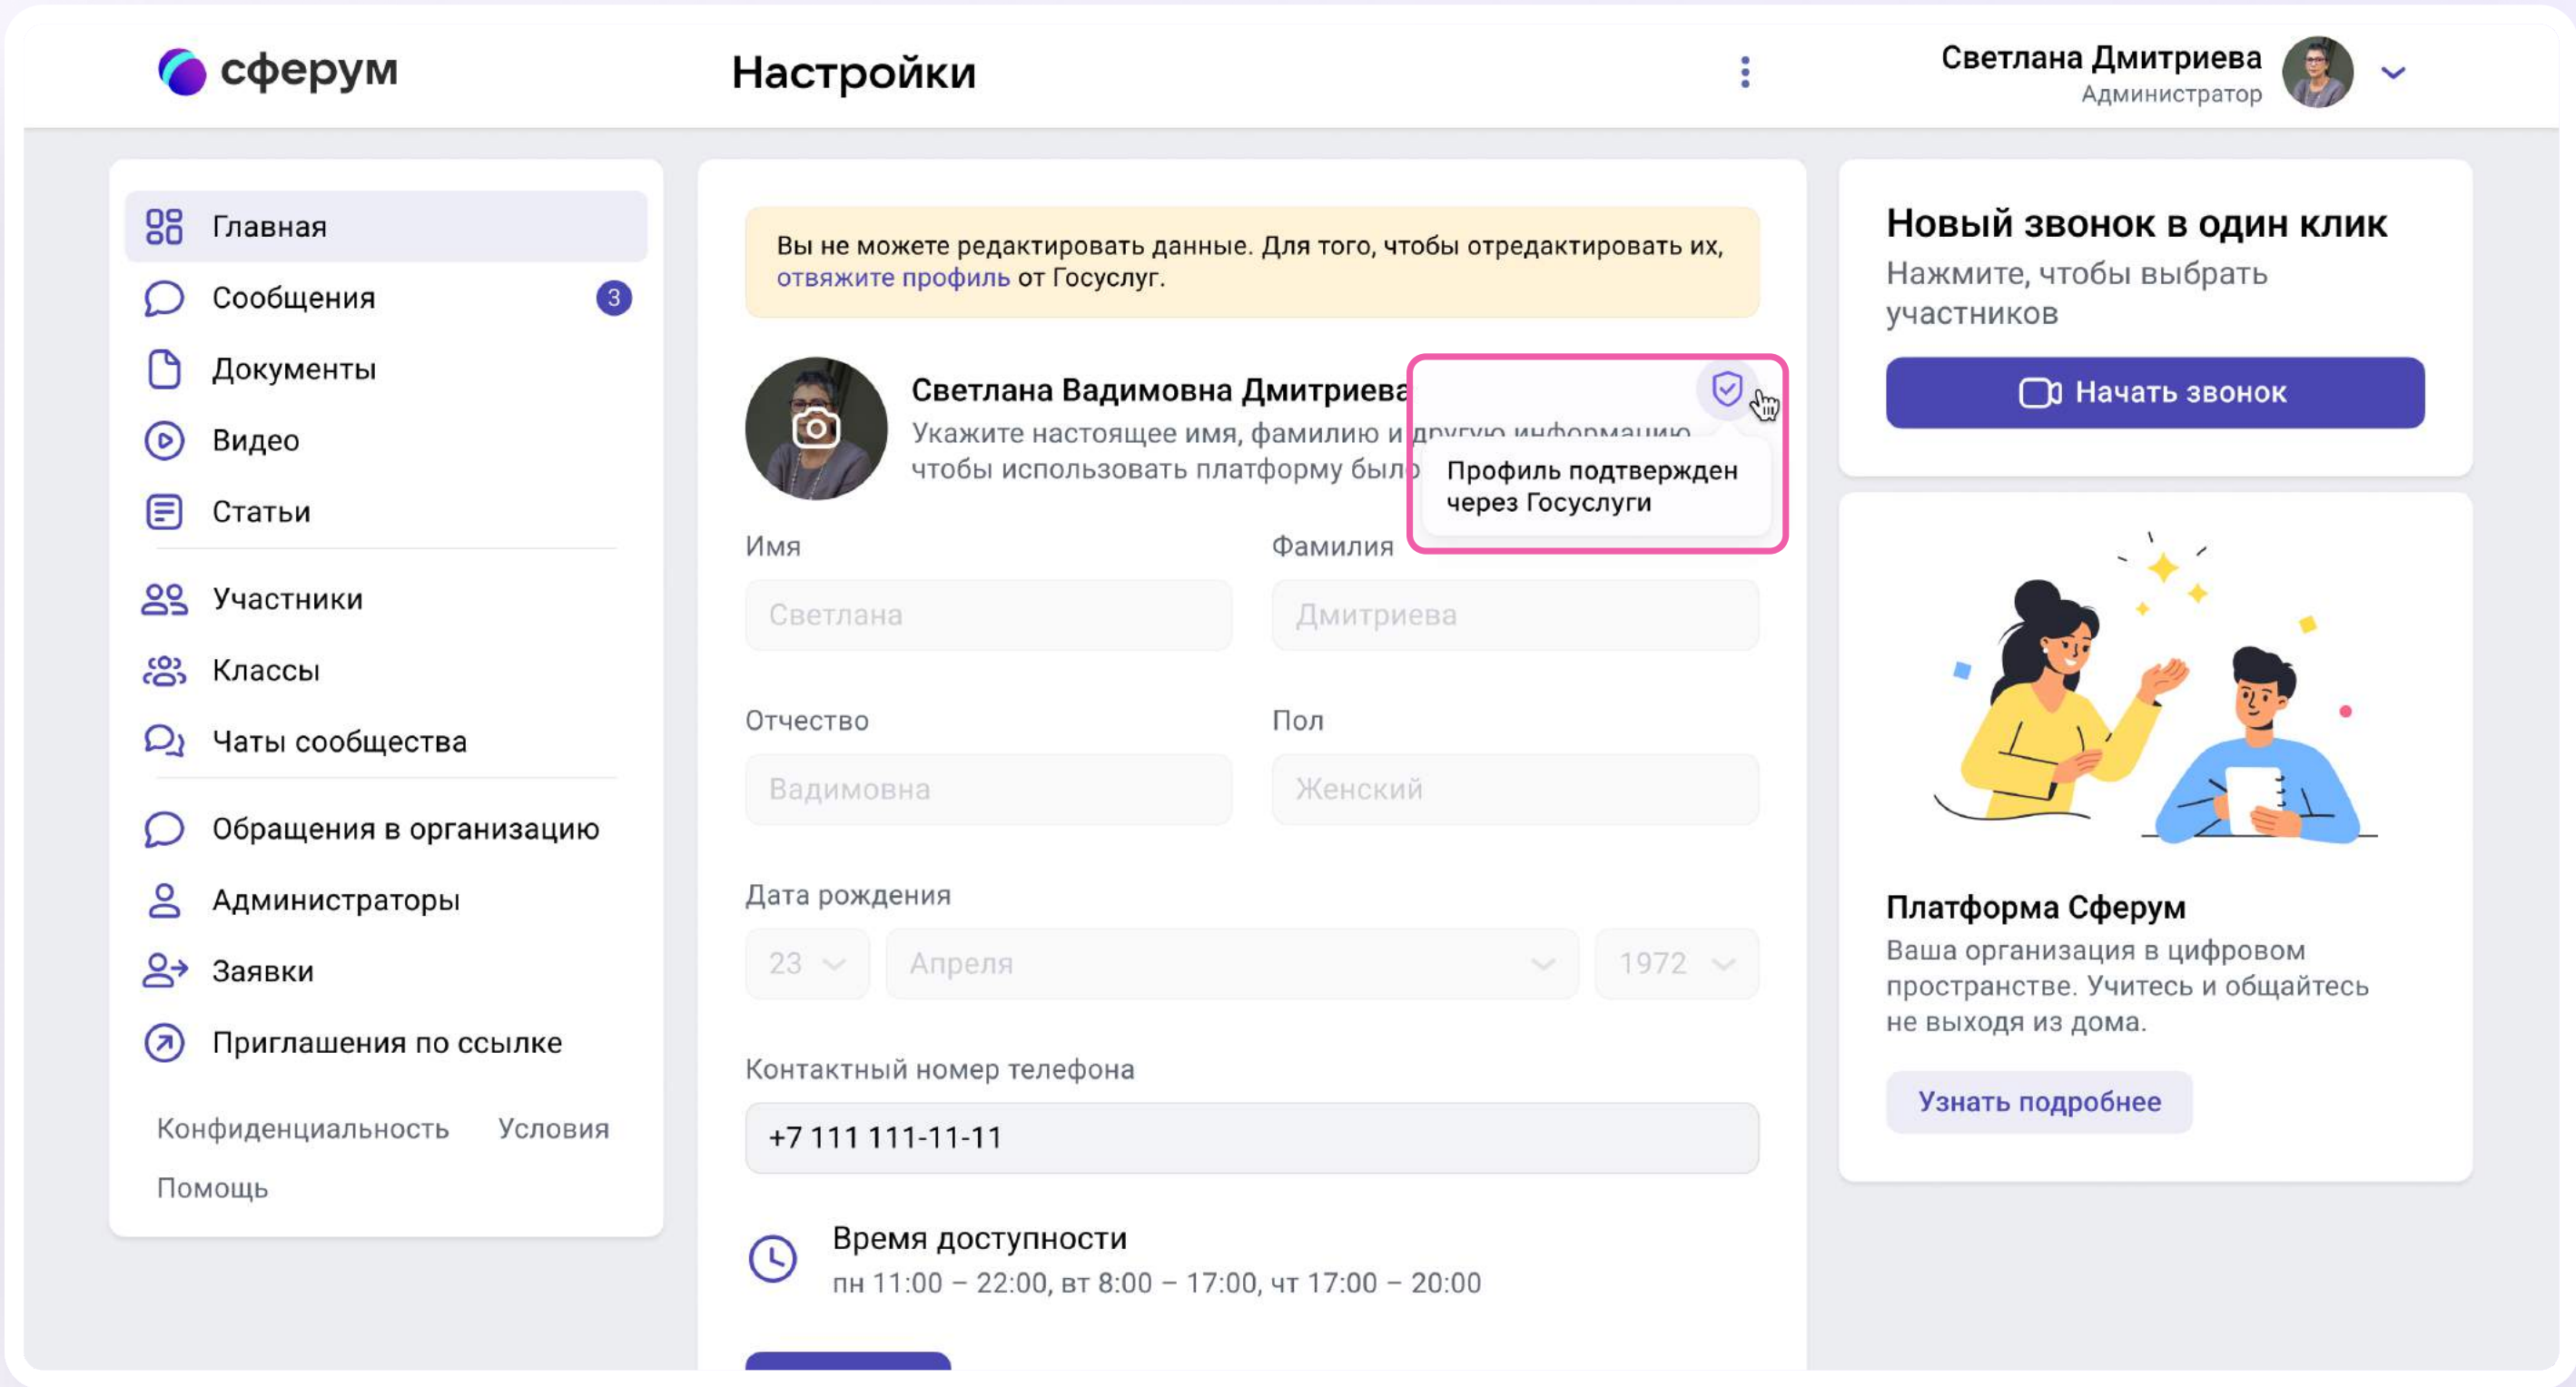 сферум
Настройки
Светлана Дмитриева
Администратор
Главная
Сообщения
3
Документы
Видео
Статьи
Участники
Классы
Чаты сообщества
Обращения в организацию
Администраторы
Заявки
Приглашения по ссылке
Конфиденциальность
Условия
Помощь
Вы не можете редактировать данные. Для того, чтобы отредактировать их,
отвяжите профиль от Госуслуг.
Светлана Вадимовна Дмитриева
Укажите настоящее имя, фамилию и другую информацию
чтобы использовать платформу было
Профиль подтвержден
через Госуслуги
Имя
Фамилия
Светлана
Дмитриева
Отчество
Пол
Вадимовна
Женский
Дата рождения
23
Апреля
1972
Контактный номер телефона
+7 111 111-11-11
Время доступности
пн 11:00 – 22:00, вт 8:00 – 17:00, чт 17:00 – 20:00
Новый звонок в один клик
Нажмите, чтобы выбрать
участников
Начать звонок
Платформа Сферум
Ваша организация в цифровом
пространстве. Учитесь и общайтесь
не выходя из дома.
Узнать подробнее